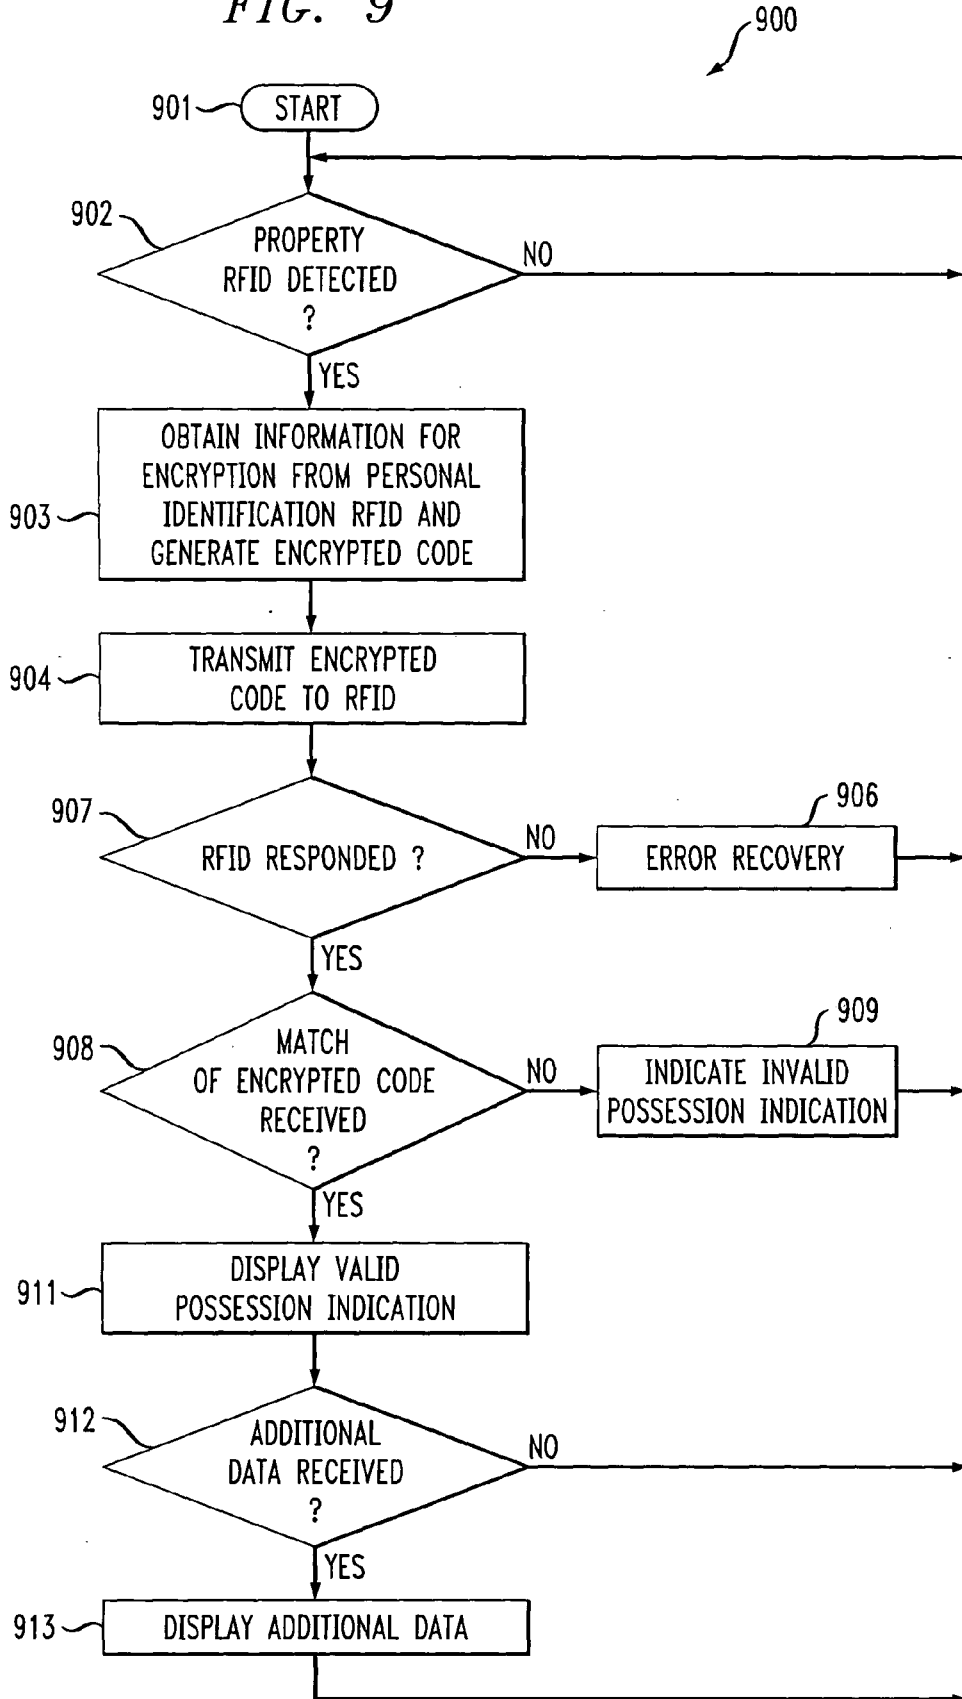 FIG. 9
900
901
START
902
PROPERTY
RFID DETECTED
?
NO
YES
903
OBTAIN INFORMATION FOR
ENCRYPTION FROM PERSONAL
IDENTIFICATION RFID AND
GENERATE ENCRYPTED CODE
904
TRANSMIT ENCRYPTED
CODE TO RFID
907
RFID RESPONDED ?
NO
906
ERROR RECOVERY
YES
908
MATCH
OF ENCRYPTED CODE
RECEIVED
?
NO
909
INDICATE INVALID
POSSESSION INDICATION
YES
911
DISPLAY VALID
POSSESSION INDICATION
912
ADDITIONAL
DATA RECEIVED
?
NO
YES
913
DISPLAY ADDITIONAL DATA